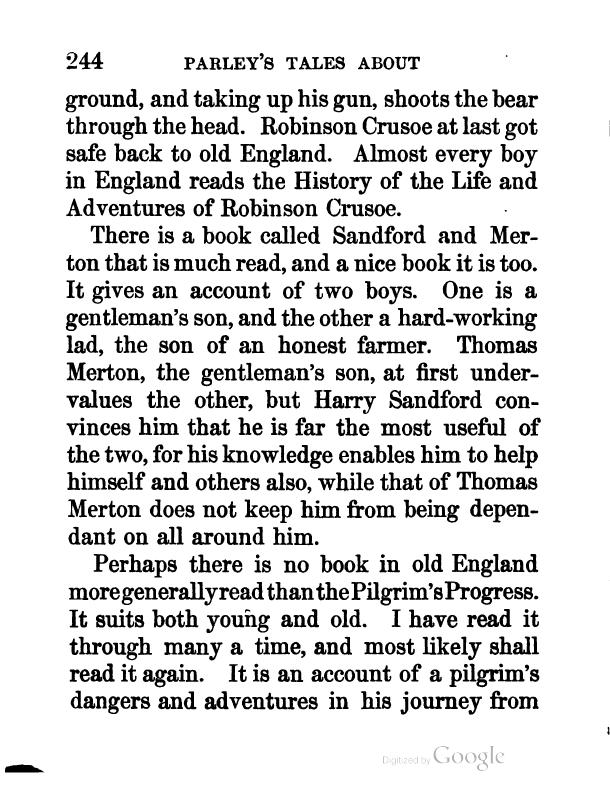 244 PARLEY'S TALES ABOUT
ground, and taking up his gun, shoots the bear
through the head. Robinson Crusoe at last got
safe back to old England. Almost every boy
in England reads the History of the Life and
Adventures of Robinson Crusoe.
There is a book called Sandford and Mer-
ton that is much read, and a nice book it is too.
It gives an account of two boys. One is a
gentleman's son, and the other a hard-working
lad, the son of an honest farmer. Thomas
Merton, the gentleman's son, at first under-
values the other, but Harry Sandford con-
vinces him that he is far the most useful of
the two, for his knowledge enables him to help
himself and others also, while that of Thomas
Merton does not keep him from being depen-
dant on all around him.
Perhaps there is no book in old England
more generally read than the Pilgrim's Progress.
It suits both young and old. I have read it
through many a time, and most likely shall
read it again. It is an account of a pilgrim's
dangers and adventures in his journey from
Digitized by Google